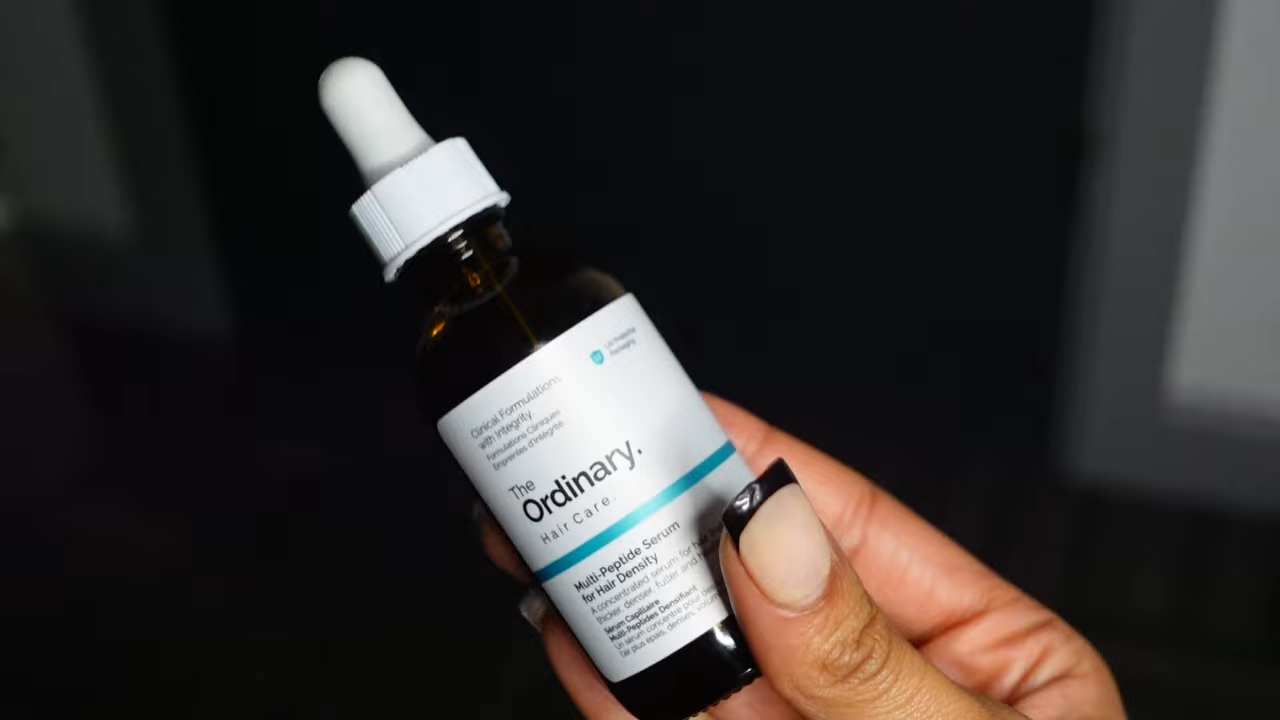 UV Protective
Packaging
Clinical Formulations
with Integrity.
Formulations Cliniques
Empreintes d'Intégrité
The
Ordinary.
Hair Care.
Multi-Peptide Serum
for Hair Density
A concentrated serum for
thicker, denser, fuller and
Sérum Capillaire
Multi-Peptides Densifiant
Un sérum concentré pour
plus épais, denses,